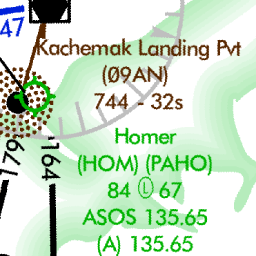 47
Kachemak Landing Pvt
(09AN)
744 - 32s
Homer
(HOM) (PAHO)
84 Ⓛ 67
ASOS 135.65
(A) 135.65
179°
164